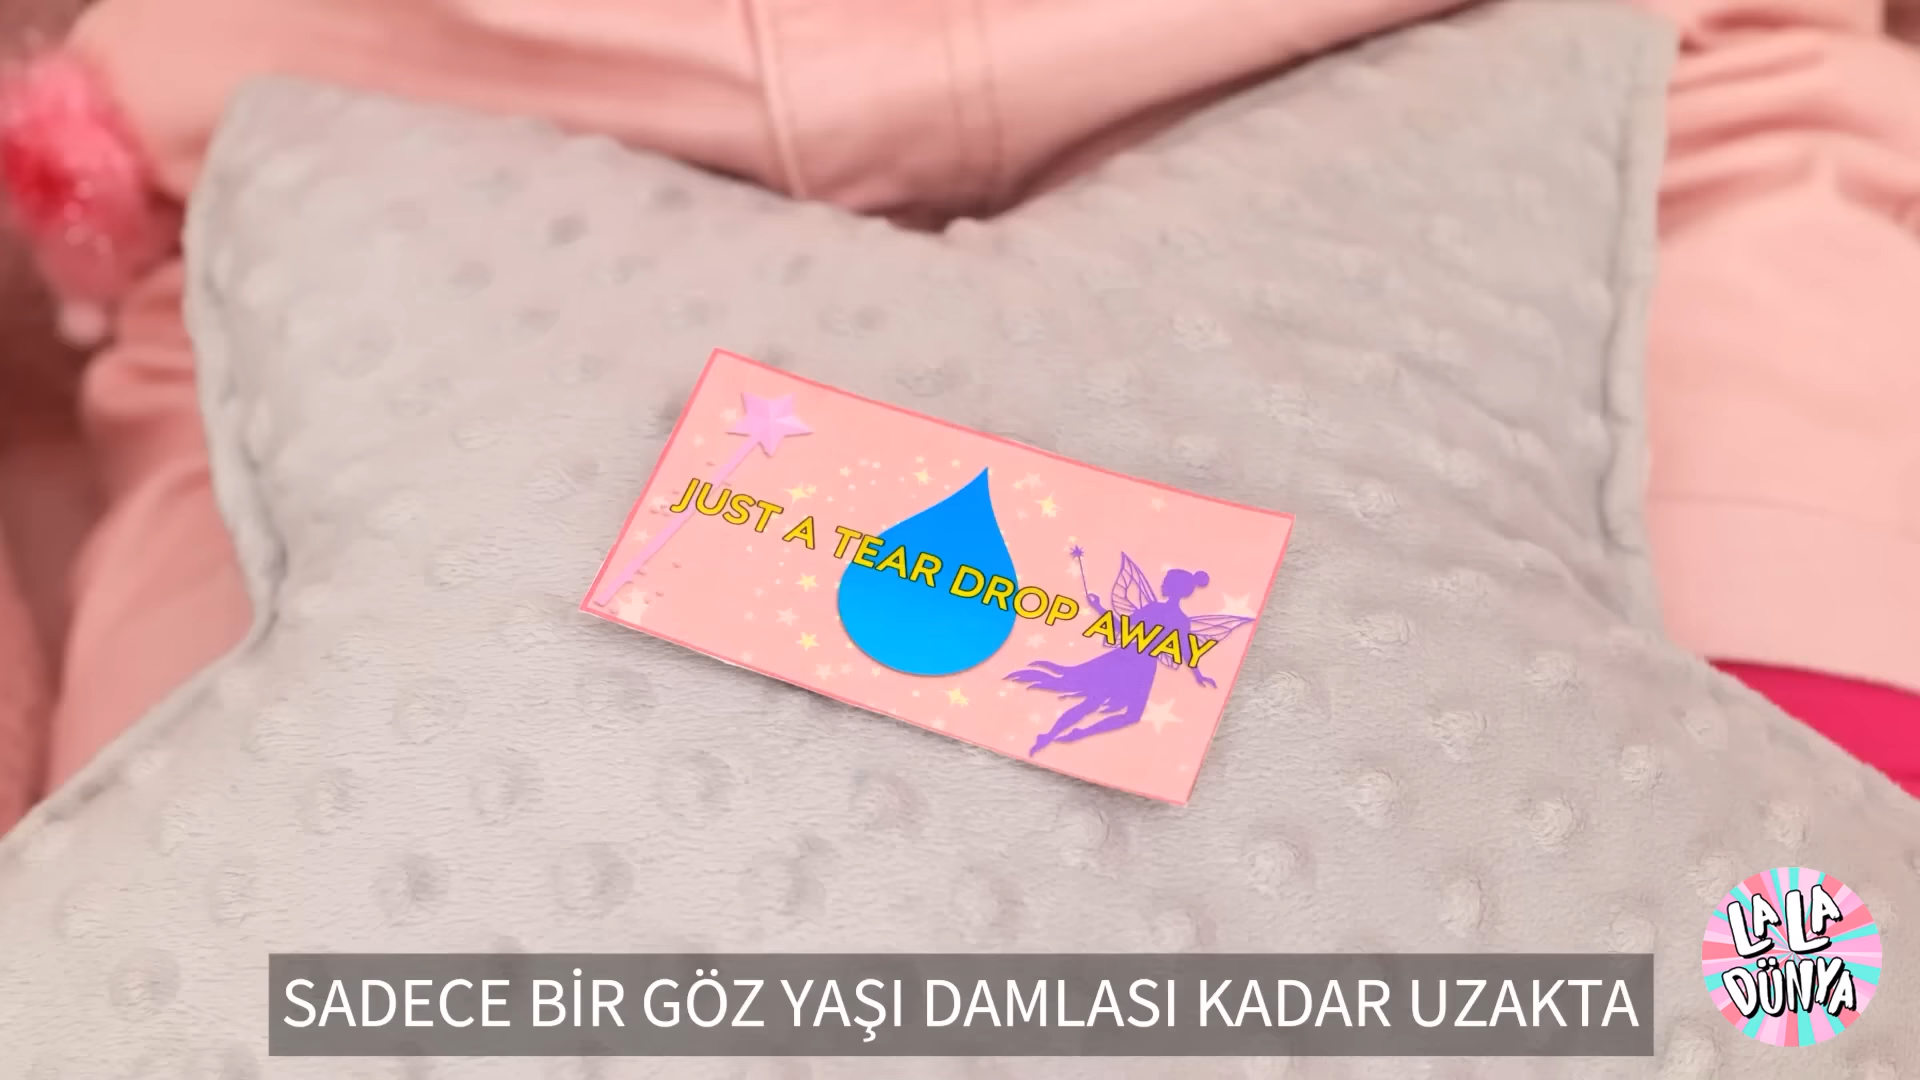 JUST A TEAR DROP AWAY
SADECE BİR GÖZ YAŞI DAMLASI KADAR UZAKTA
LA LA
DÜNYA